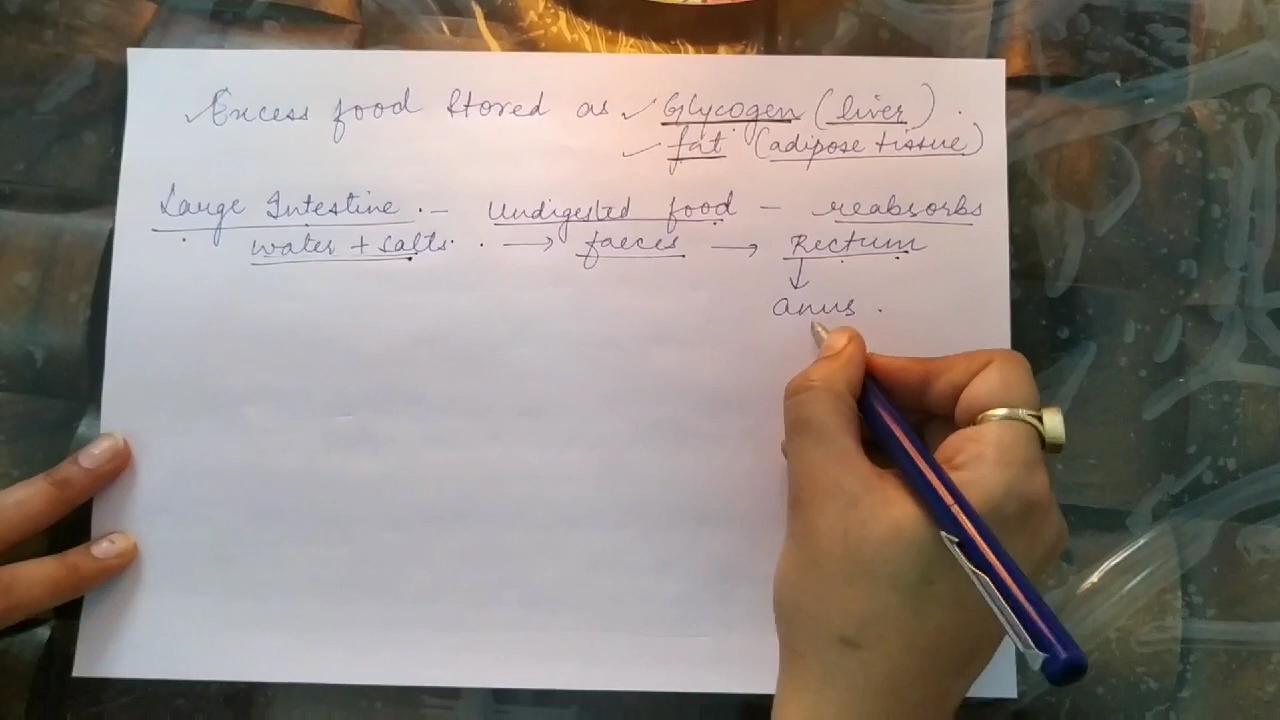 ✓ Excess food stored as ✓ Glycogen (liver).
✓ fat (adipose tissue)
Large Intestine. – Undigested food – reabsorbs
water + salts. . → faeces → Rectum
↓
anus.